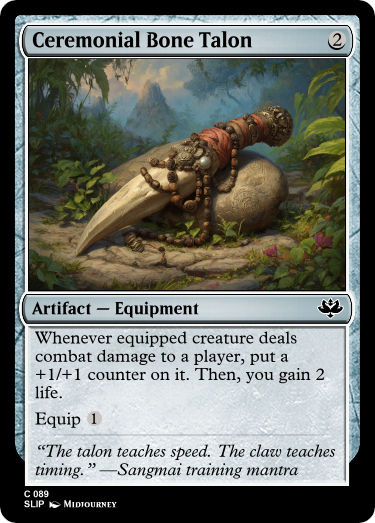 Ceremonial Bone Talon 2
Artifact — Equipment
Whenever equipped creature deals
combat damage to a player, put a
+1/+1 counter on it. Then, you gain 2
life.
Equip 1
“The talon teaches speed. The claw teaches
timing.” —Sangmai training mantra
C 089
SLIP Midjourney